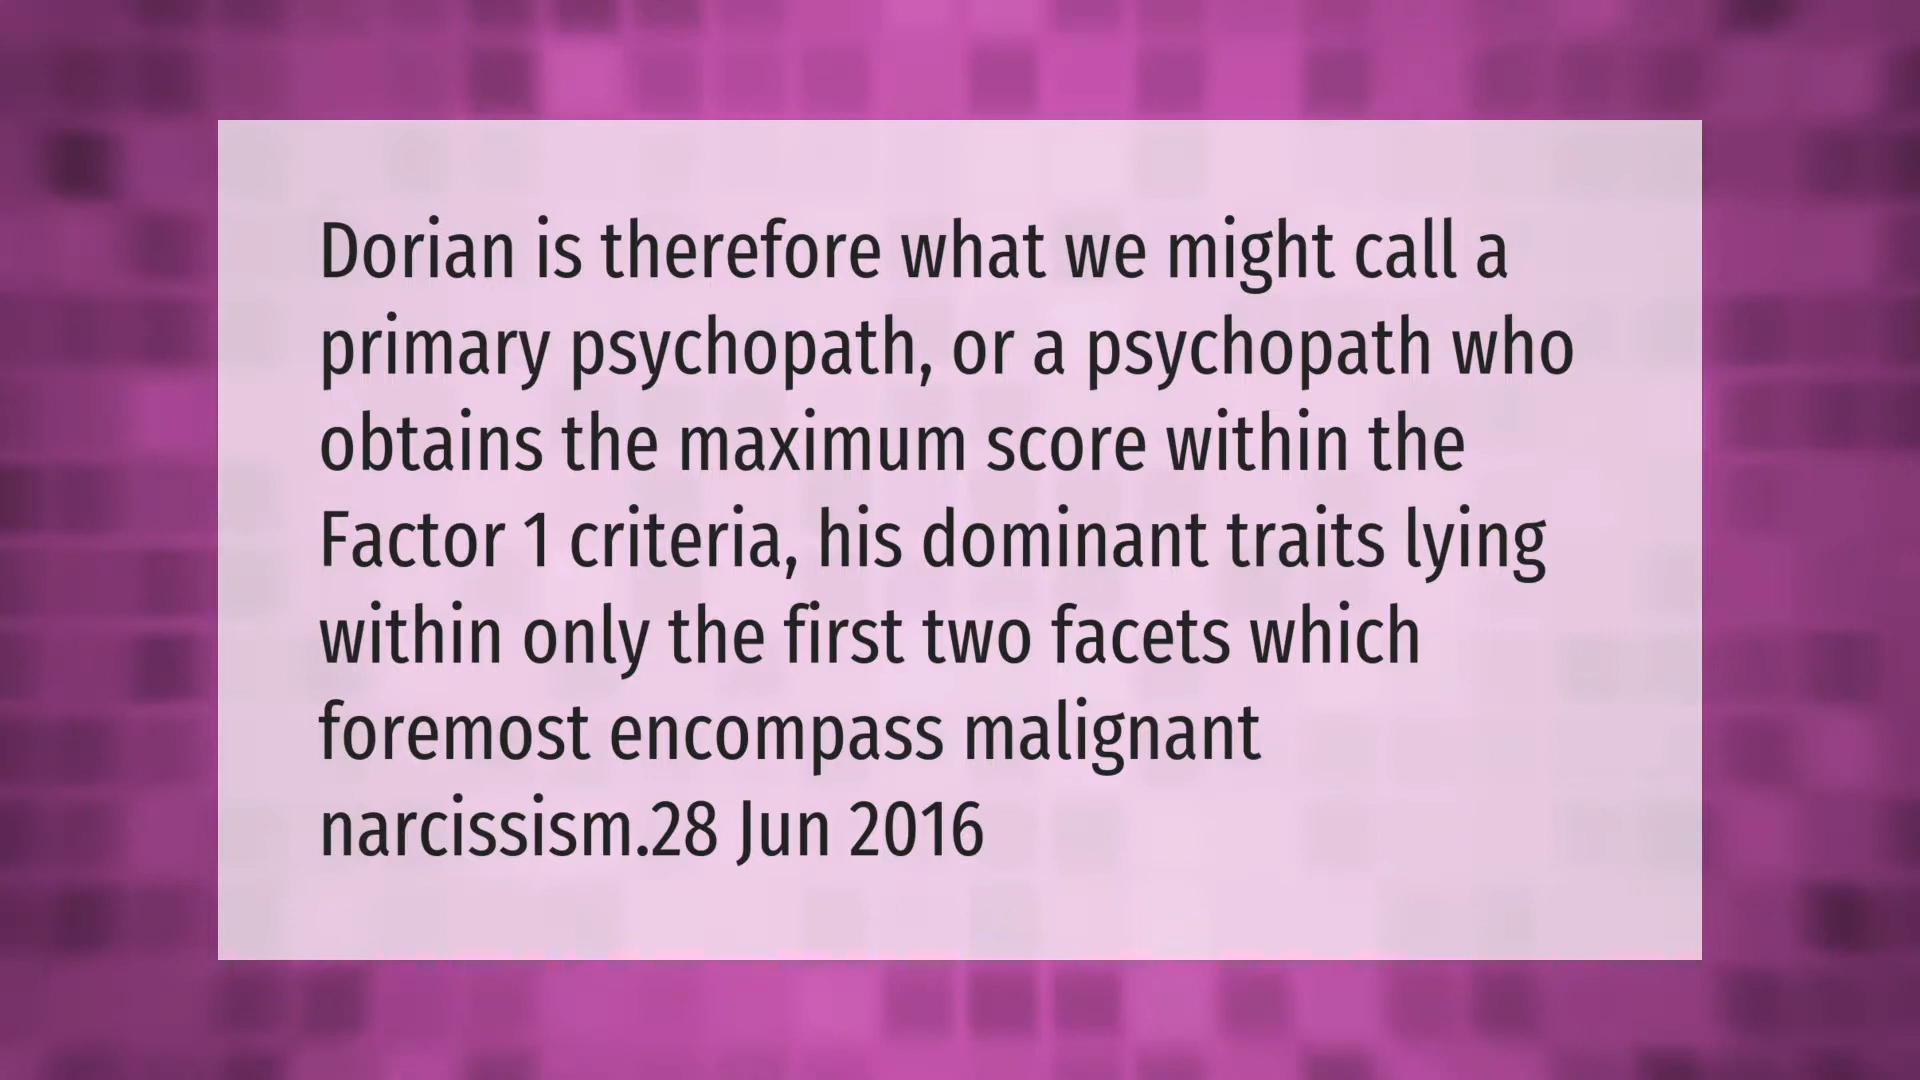 Dorian is therefore what we might call a
primary psychopath, or a psychopath who
obtains the maximum score within the
Factor 1 criteria, his dominant traits lying
within only the first two facets which
foremost encompass malignant
narcissism.28 Jun 2016